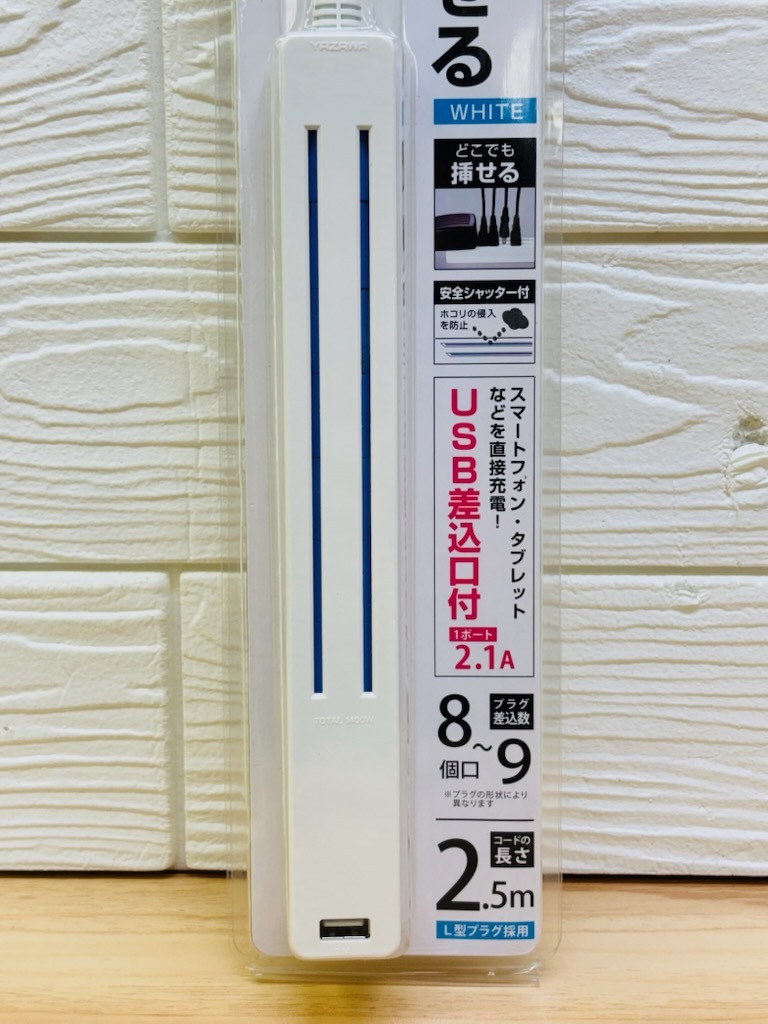 YAZAWA
せる
WHITE
どこでも
挿せる
安全シャッター付
ホコリの侵入
を防止
スマートフォン・タブレット
などを直接充電!
USB差込口付
1ポート
2.1A
プラグ
差込数
8~9
個口
※プラグの形状により
異なります
コードの
長さ
2.5m
L型プラグ採用
TOTAL 1400W